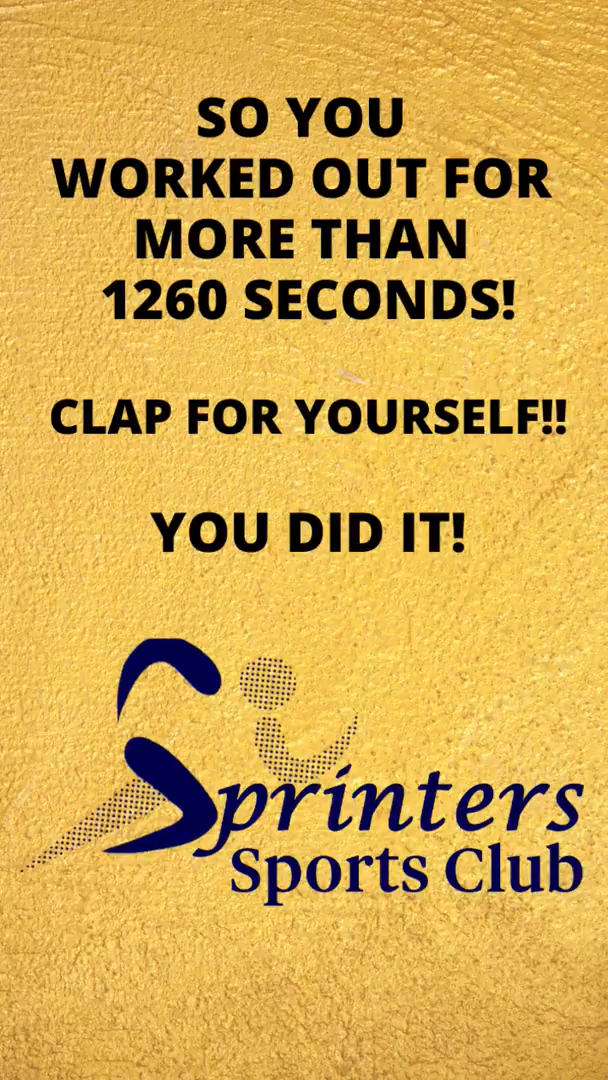 SO YOU
WORKED OUT FOR
MORE THAN
1260 SECONDS!
CLAP FOR YOURSELF!!
YOU DID IT!
Sprinters
Sports Club